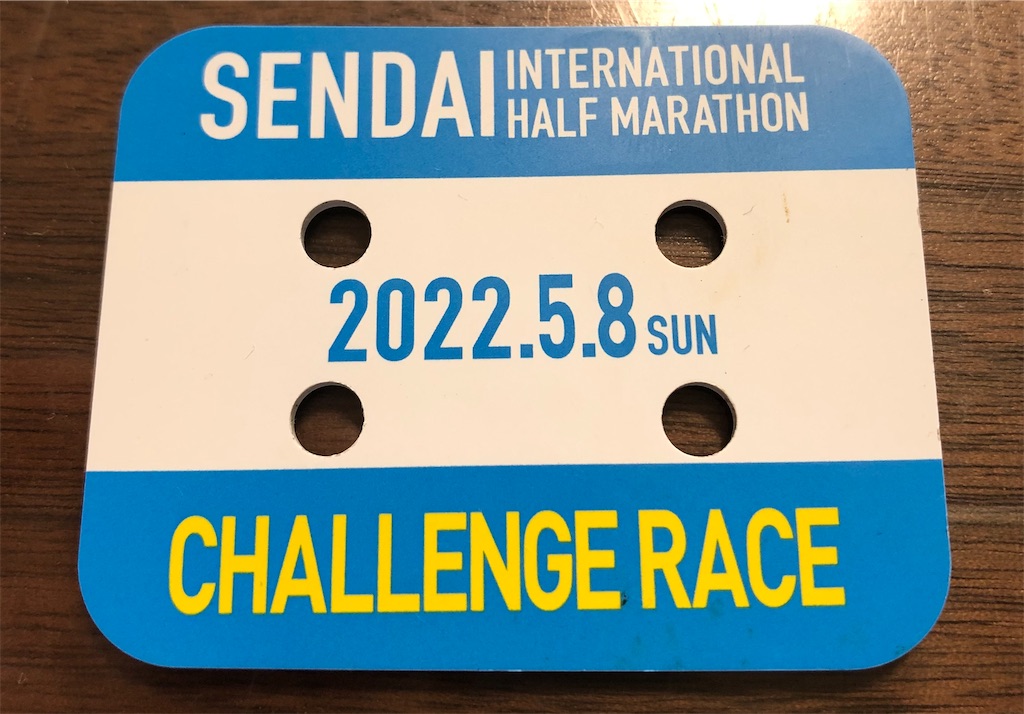 SENDAI INTERNATIONAL
HALF MARATHON
2022.5.8 SUN
CHALLENGE RACE